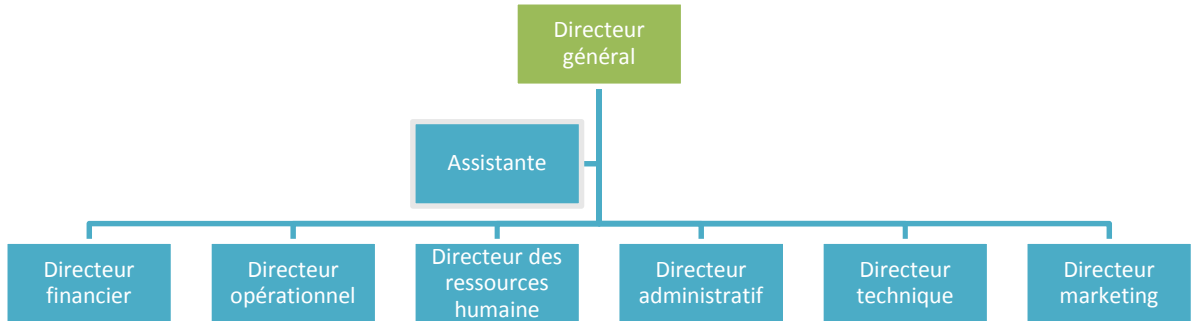 Directeur
général
Assistante
Directeur
financier
Directeur
opérationnel
Directeur des
ressources
humaine
Directeur
administratif
Directeur
technique
Directeur
marketing